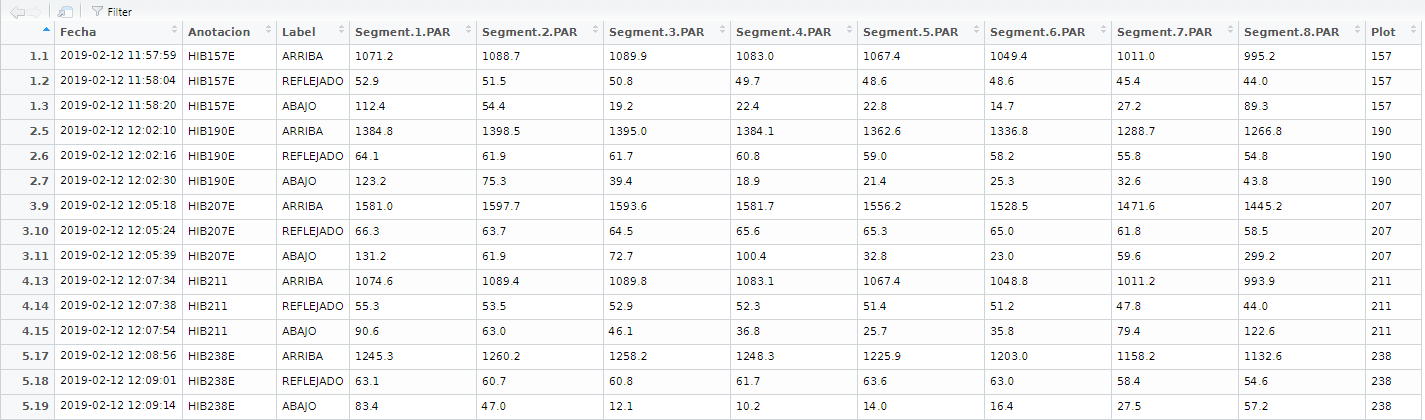 Filter
Fecha Anotacion Label Segment.1.PAR Segment.2.PAR Segment.3.PAR Segment.4.PAR Segment.5.PAR Segment.6.PAR Segment.7.PAR Segment.8.PAR Plot
1.1 2019-02-12 11:57:59 HIB157E ARRIBA 1071.2 1088.7 1089.9 1083.0 1067.4 1049.4 1011.0 995.2 157
1.2 2019-02-12 11:58:04 HIB157E REFLEJADO 52.9 51.5 50.8 49.7 48.6 48.6 45.4 44.0 157
1.3 2019-02-12 11:58:20 HIB157E ABAJO 112.4 54.4 19.2 22.4 22.8 14.7 27.2 89.3 157
2.5 2019-02-12 12:02:10 HIB190E ARRIBA 1384.8 1398.5 1395.0 1384.1 1362.6 1336.8 1288.7 1266.8 190
2.6 2019-02-12 12:02:16 HIB190E REFLEJADO 64.1 61.9 61.7 60.8 59.0 58.2 55.8 54.8 190
2.7 2019-02-12 12:02:30 HIB190E ABAJO 123.2 75.3 39.4 18.9 21.4 25.3 32.6 43.8 190
3.9 2019-02-12 12:05:18 HIB207E ARRIBA 1581.0 1597.7 1593.6 1581.7 1556.2 1528.5 1471.6 1445.2 207
3.10 2019-02-12 12:05:24 HIB207E REFLEJADO 66.3 63.7 64.5 65.6 65.3 65.0 61.8 58.5 207
3.11 2019-02-12 12:05:39 HIB207E ABAJO 131.2 61.9 72.7 100.4 32.8 23.0 59.6 299.2 207
4.13 2019-02-12 12:07:34 HIB211 ARRIBA 1074.6 1089.4 1089.8 1083.1 1067.4 1048.8 1011.2 993.9 211
4.14 2019-02-12 12:07:38 HIB211 REFLEJADO 55.3 53.5 52.9 52.3 51.4 51.2 47.8 44.0 211
4.15 2019-02-12 12:07:54 HIB211 ABAJO 90.6 63.0 46.1 36.8 25.7 35.8 79.4 122.6 211
5.17 2019-02-12 12:08:56 HIB238E ARRIBA 1245.3 1260.2 1258.2 1248.3 1225.9 1203.0 1158.2 1132.6 238
5.18 2019-02-12 12:09:01 HIB238E REFLEJADO 63.1 60.7 60.8 61.7 63.6 63.0 58.4 54.6 238
5.19 2019-02-12 12:09:14 HIB238E ABAJO 83.4 47.0 12.1 10.2 14.0 16.4 27.5 57.2 238